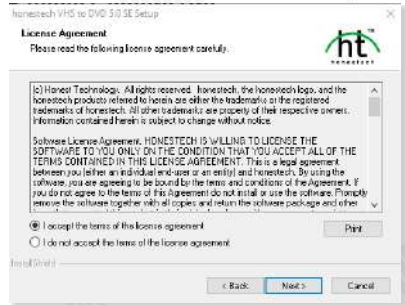 honestech VHS to DVD 5.0 SE Setup
License Agreement
Please read the following license agreement carefully.
ht
honestech
(c) Honest Technology. All rights reserved. honestech, the honestech logo, and the
honestech products referred to herein are either the trademarks or the registered
trademarks of honestech. All other trademarks are property of their respective owners.
Information contained herein is subject to change without notice.
Software License Agreement. HONESTECH IS WILLING TO LICENSE THE
SOFTWARE TO YOU ONLY ON THE CONDITION THAT YOU ACCEPT ALL OF THE
TERMS CONTAINED IN THIS LICENSE AGREEMENT. This is a legal agreement
between you (either an individual end-user or an entity) and honestech. By using the
software, you are agreeing to be bound by the terms and conditions of the Agreement. If
you do not agree to the terms of this Agreement do not install or use the software. Promptly
remove the software together with all copies and return the software package and other
I accept the terms of the license agreement
Print
I do not accept the terms of the license agreement
InstallShield
< Back
Next >
Cancel